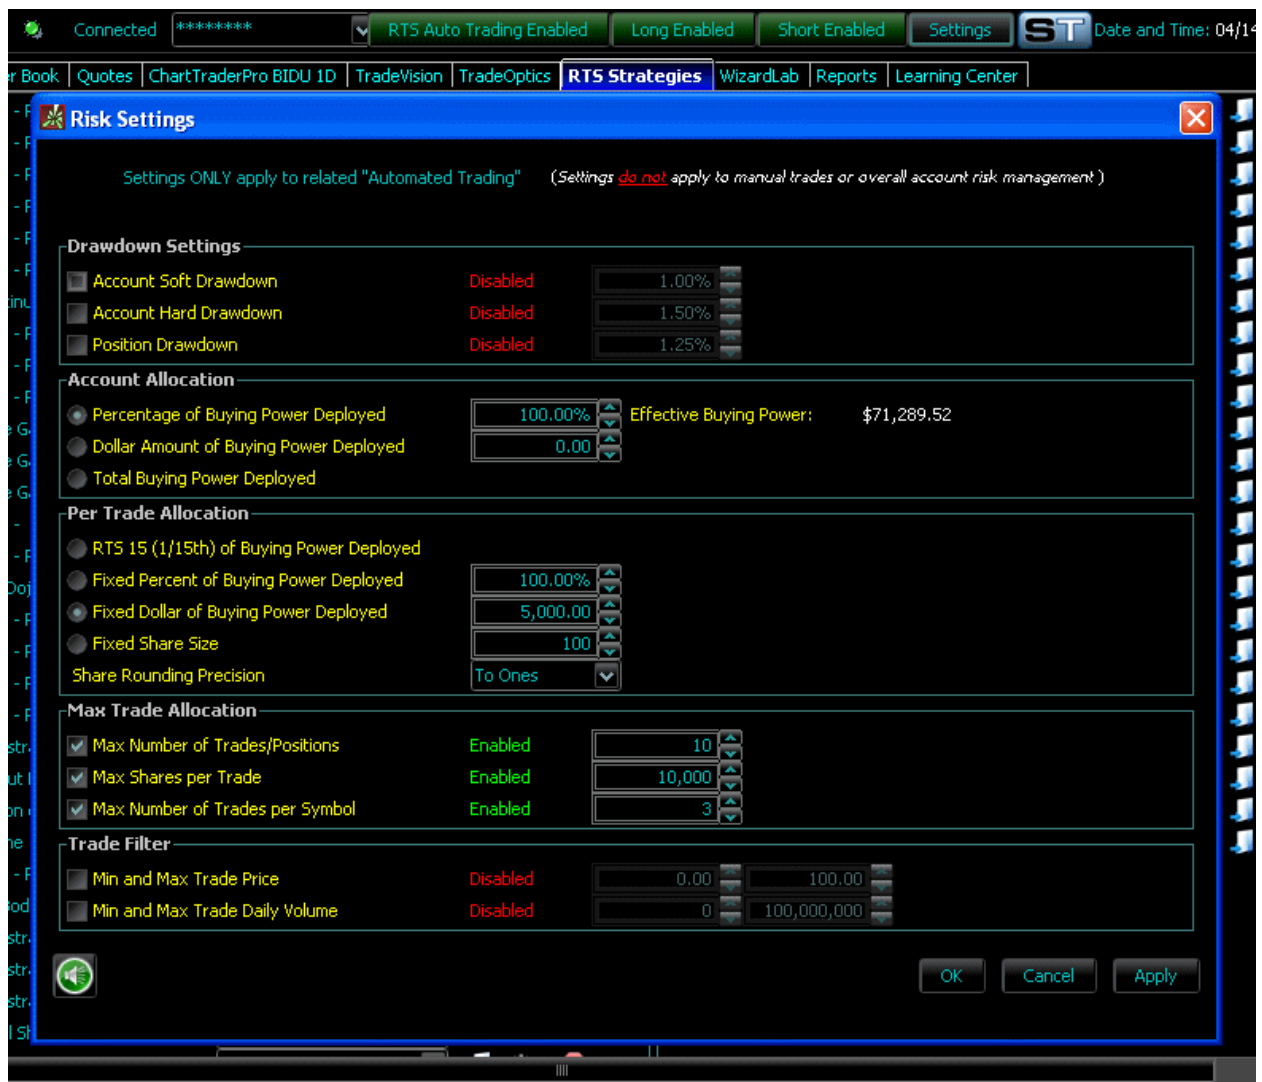 Connected ******** RTS Auto Trading Enabled Long Enabled Short Enabled Settings ST Date and Time: 04/14
r Book Quotes ChartTraderPro BIDU 1D TradeVision TradeOptics RTS Strategies WizardLab Reports Learning Center
Risk Settings
Settings ONLY apply to related "Automated Trading" (Settings do not apply to manual trades or overall account risk management )
Drawdown Settings
Account Soft Drawdown Disabled 1.00%
Account Hard Drawdown Disabled 1.50%
Position Drawdown Disabled 1.25%
Account Allocation
Percentage of Buying Power Deployed 100.00% Effective Buying Power: $71,289.52
Dollar Amount of Buying Power Deployed 0.00
Total Buying Power Deployed
Per Trade Allocation
RTS 15 (1/15th) of Buying Power Deployed
Fixed Percent of Buying Power Deployed 100.00%
Fixed Dollar of Buying Power Deployed 5,000.00
Fixed Share Size 100
Share Rounding Precision To Ones
Max Trade Allocation
Max Number of Trades/Positions Enabled 10
Max Shares per Trade Enabled 10,000
Max Number of Trades per Symbol Enabled 3
Trade Filter
Min and Max Trade Price Disabled 0.00 100.00
Min and Max Trade Daily Volume Disabled 0 100,000,000
OK Cancel Apply